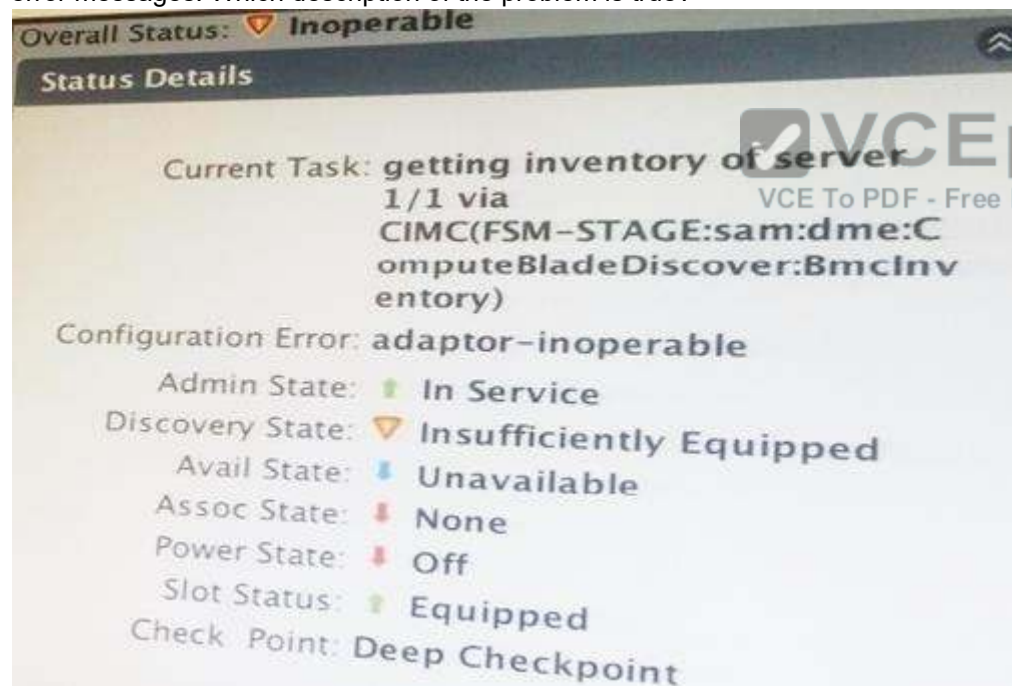 error messages. Which description of the problem is true?
Overall Status: Inoperable
Status Details
VCE
VCE To PDF - Free
Current Task: getting inventory of server
1/1 via
CIMC(FSM-STAGE:sam:dme:C
omputeBladeDiscover:BmcInv
entory)
Configuration Error: adaptor-inoperable
Admin State: In Service
Discovery State: Insufficiently Equipped
Avail State: Unavailable
Assoc State: None
Power State: Off
Slot Status: Equipped
Check Point: Deep Checkpoint